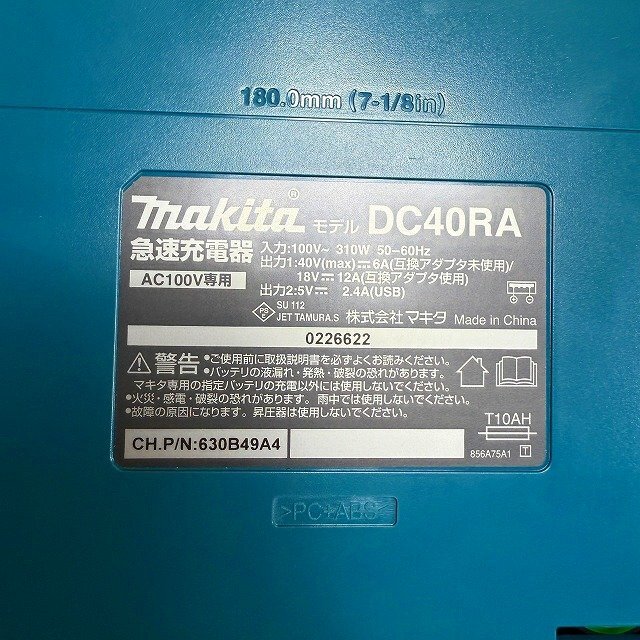 180.0mm (7-1/8in)
makita® モデル DC40RA
急速充電器
AC100V専用
入力:100V~ 310W 50-60Hz
出力1:40V(max)⎓6A(互換アダプタ未使用)/
18V⎓12A(互換アダプタ使用)
出力2:5V⎓ 2.4A(USB)
PSE SU 112
JET TAMURA.S 株式会社マキタ Made in China
0226622
警告 •ご使用前に取扱説明書を必ずよくお読みください。
•バッテリの液漏れ・発熱・破裂の恐れがあります。
マキタ専用の指定バッテリの充電以外には使用しないでください。
•火災・感電・破裂の恐れがあります。雨中では使用しないでください。
•故障の原因になります。昇圧器は使用しないでください。
T10AH
CH.P/N:630B49A4
856A75A1 T
>PC+ABS<